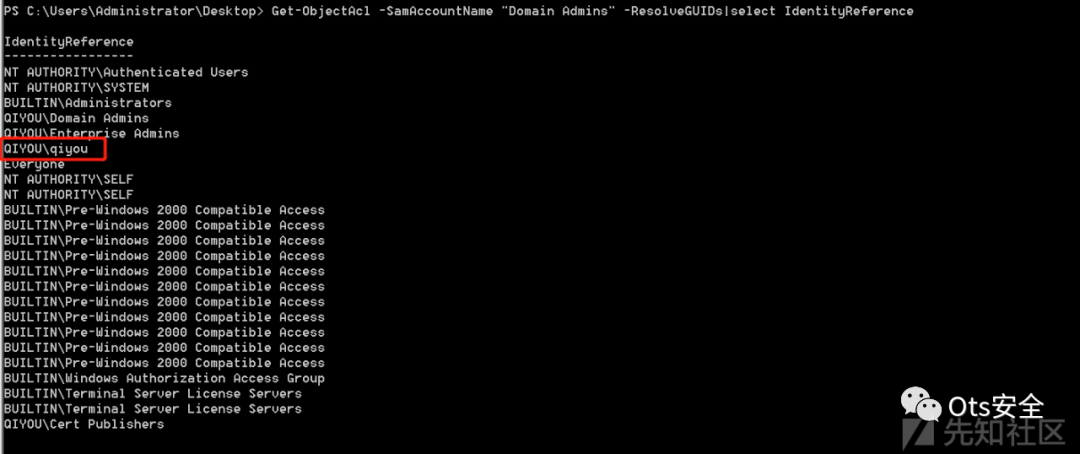 PS C:\Users\Administrator\Desktop> Get-ObjectAcl -SamAccountName "Domain Admins" -ResolveGUIDs|select IdentityReference
IdentityReference
-----------------
NT AUTHORITY\Authenticated Users
NT AUTHORITY\SYSTEM
BUILTIN\Administrators
QIYOU\Domain Admins
QIYOU\Enterprise Admins
QIYOU\qiyou
Everyone
NT AUTHORITY\SELF
NT AUTHORITY\SELF
BUILTIN\Pre-Windows 2000 Compatible Access
BUILTIN\Pre-Windows 2000 Compatible Access
BUILTIN\Pre-Windows 2000 Compatible Access
BUILTIN\Pre-Windows 2000 Compatible Access
BUILTIN\Pre-Windows 2000 Compatible Access
BUILTIN\Pre-Windows 2000 Compatible Access
BUILTIN\Pre-Windows 2000 Compatible Access
BUILTIN\Pre-Windows 2000 Compatible Access
BUILTIN\Pre-Windows 2000 Compatible Access
BUILTIN\Pre-Windows 2000 Compatible Access
BUILTIN\Pre-Windows 2000 Compatible Access
BUILTIN\Windows Authorization Access Group
BUILTIN\Terminal Server License Servers
BUILTIN\Terminal Server License Servers
QIYOU\Cert Publishers
Ots安全
先知社区